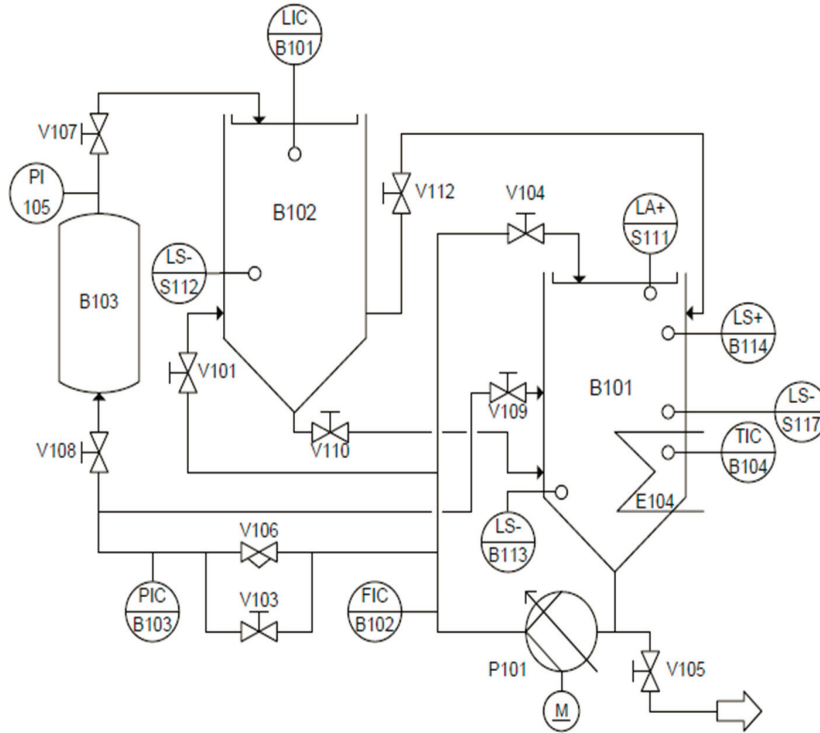 LIC
B101
V107
PI
105
B102
V112
V104
LA+
S111
LS-
S112
B103
LS+
B114
V101
B101
V109
LS-
S117
V108
V110
TIC
B104
E104
LS-
B113
V106
PIC
B103
V103
FIC
B102
P101
V105
M